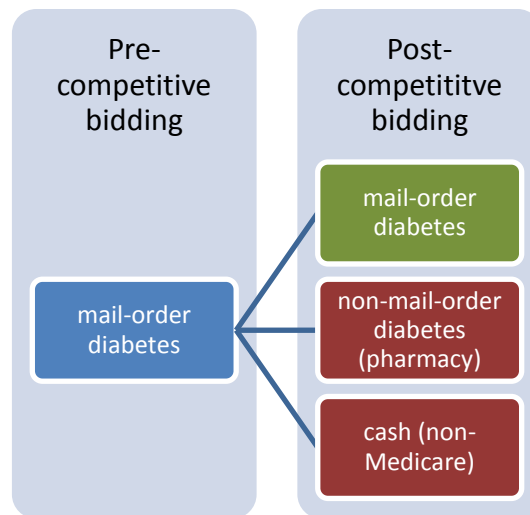 Pre-
competitive
bidding
mail-order
diabetes
Post-
competititve
bidding
mail-order
diabetes
non-mail-order
diabetes
(pharmacy)
cash (non-
Medicare)